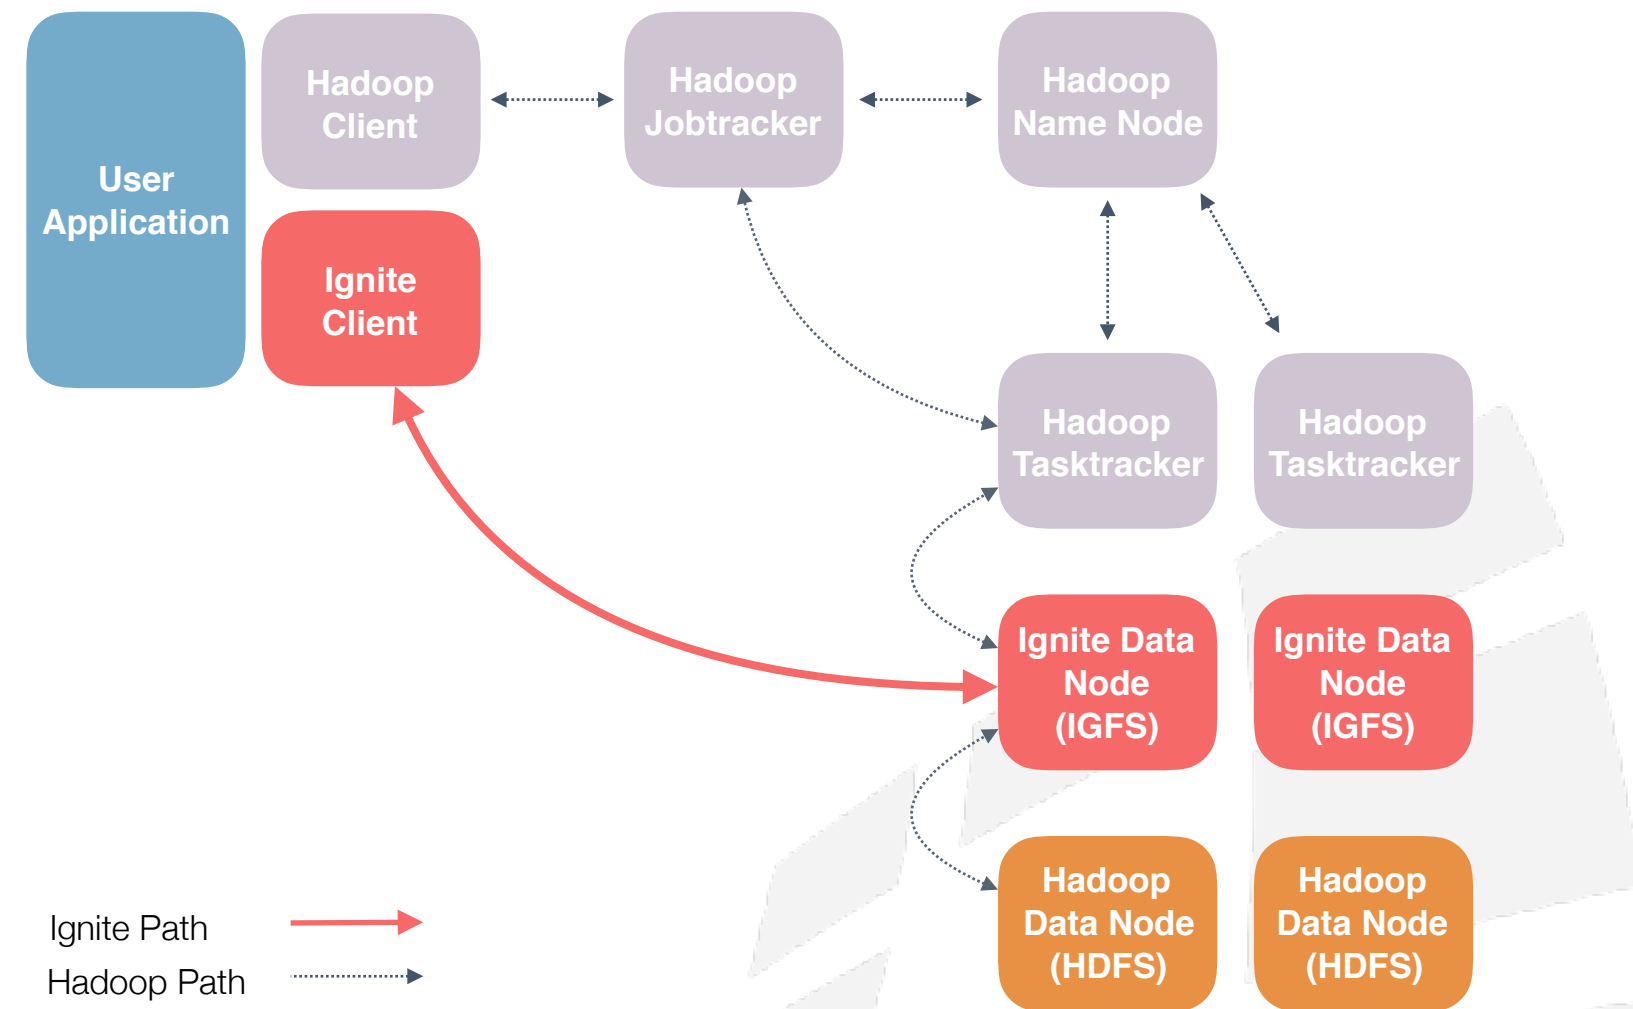 User
Application
Hadoop
Client
Ignite
Client
Hadoop
Jobtracker
Hadoop
Name Node
Hadoop
Tasktracker
Hadoop
Tasktracker
Ignite Data
Node
(IGFS)
Ignite Data
Node
(IGFS)
Hadoop
Data Node
(HDFS)
Hadoop
Data Node
(HDFS)
Ignite Path
Hadoop Path